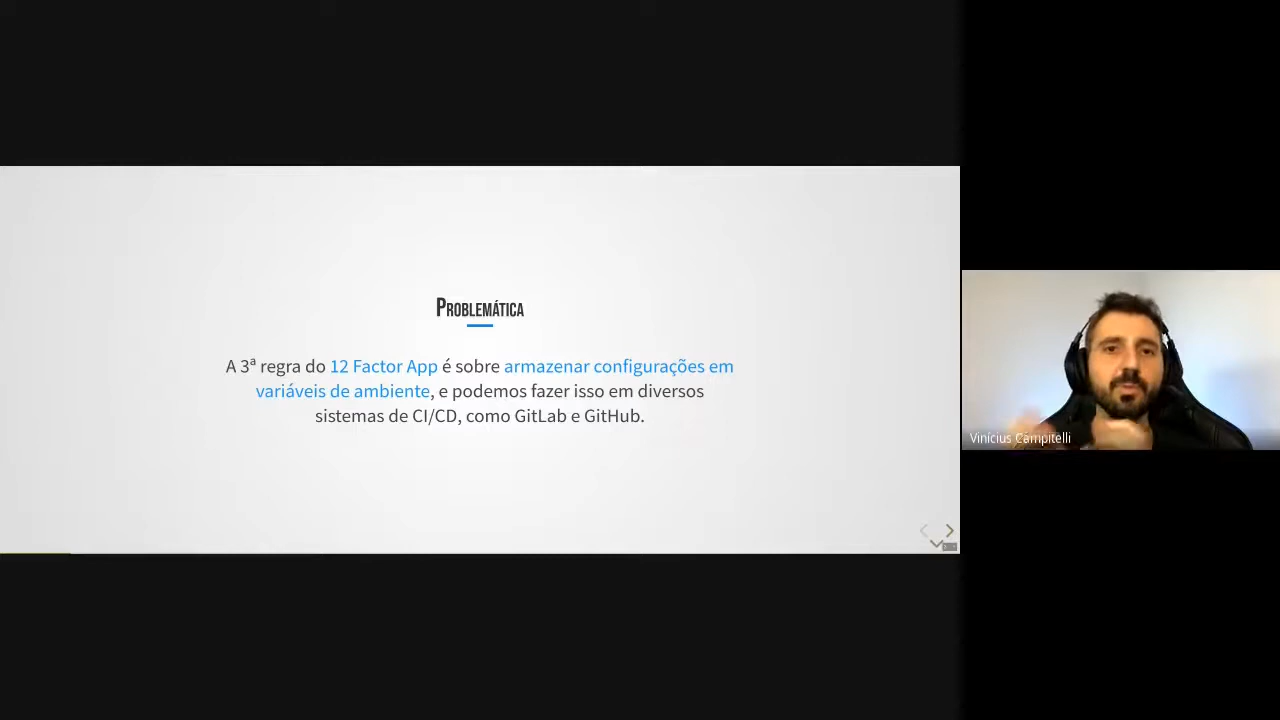 Problemática
A 3ª regra do 12 Factor App é sobre armazenar configurações em
variáveis de ambiente, e podemos fazer isso em diversos
sistemas de CI/CD, como GitLab e GitHub.
Vinícius Campitelli